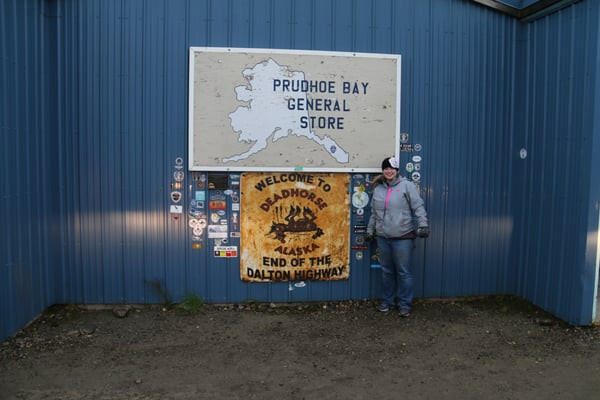 PRUDHOE BAY
GENERAL
STORE
WELCOME TO
DEADHORSE
ALASKA
END OF THE
DALTON HIGHWAY